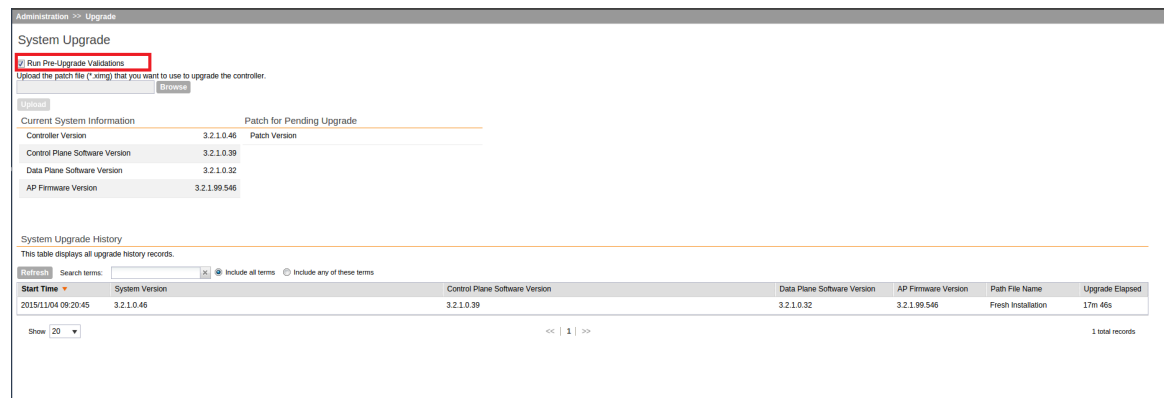 Administration >> Upgrade
System Upgrade
Run Pre-Upgrade Validations
Upload the patch file (*.ximg) that you want to use to upgrade the controller.
Browse
Upload
Current System Information Patch for Pending Upgrade
Controller Version 3.2.1.0.46 Patch Version
Control Plane Software Version 3.2.1.0.39
Data Plane Software Version 3.2.1.0.32
AP Firmware Version 3.2.1.99.546
System Upgrade History
This table displays all upgrade history records.
Refresh Search terms: x Include all terms Include any of these terms
Start Time System Version Control Plane Software Version Data Plane Software Version AP Firmware Version Path File Name Upgrade Elapsed
2015/11/04 09:20:45 3.2.1.0.46 3.2.1.0.39 3.2.1.0.32 3.2.1.99.546 Fresh Installation 17m 46s
Show 20 << | 1 | >> 1 total records